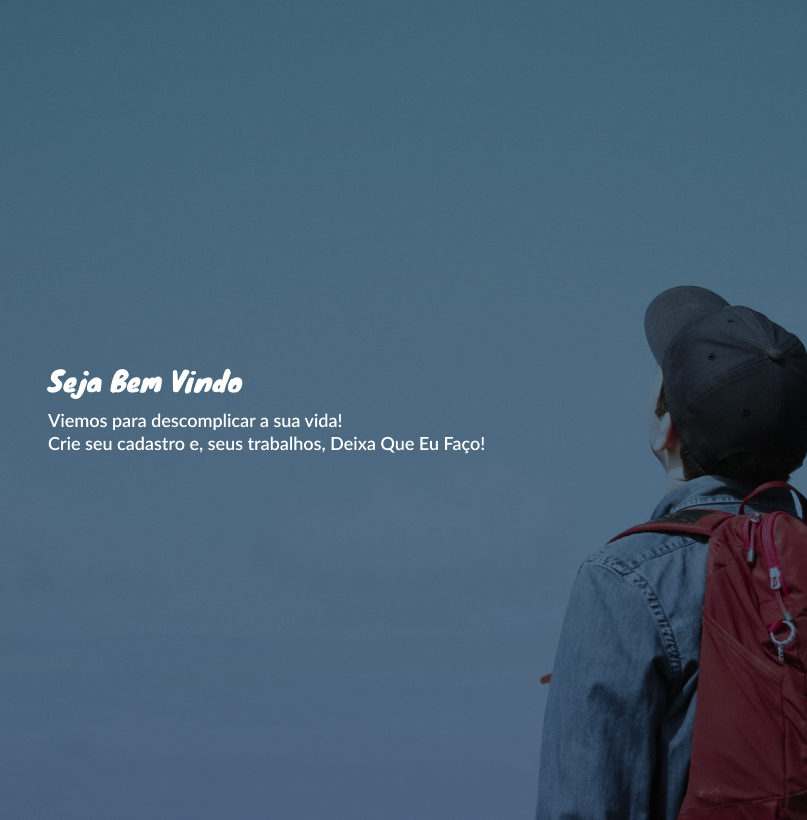 Seja Bem Vindo
Viemos para descomplicar a sua vida!
Crie seu cadastro e, seus trabalhos, Deixa Que Eu Faço!